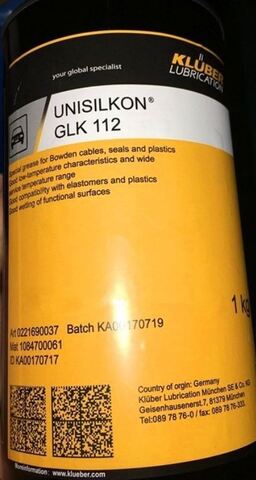 your global specialist
KLÜBER
LUBRICATION
UNISILKON®
GLK 112
Special grease for Bowden cables, seals and plastics
Good low-temperature characteristics and wide
service temperature range
Good compatibility with elastomers and plastics
Good wetting of functional surfaces
1 kg
Art 0221690037 Batch KA00170719
Mat 1084700061
ID KA00170717
Country of orgin: Germany
Klüber Lubrication München SE & Co. KG
Geisenhausenerst.7, 81379 München
Tel:089 78 76-0 / fax: 089 78 76-333.
Moreinformation : www.klueber.com